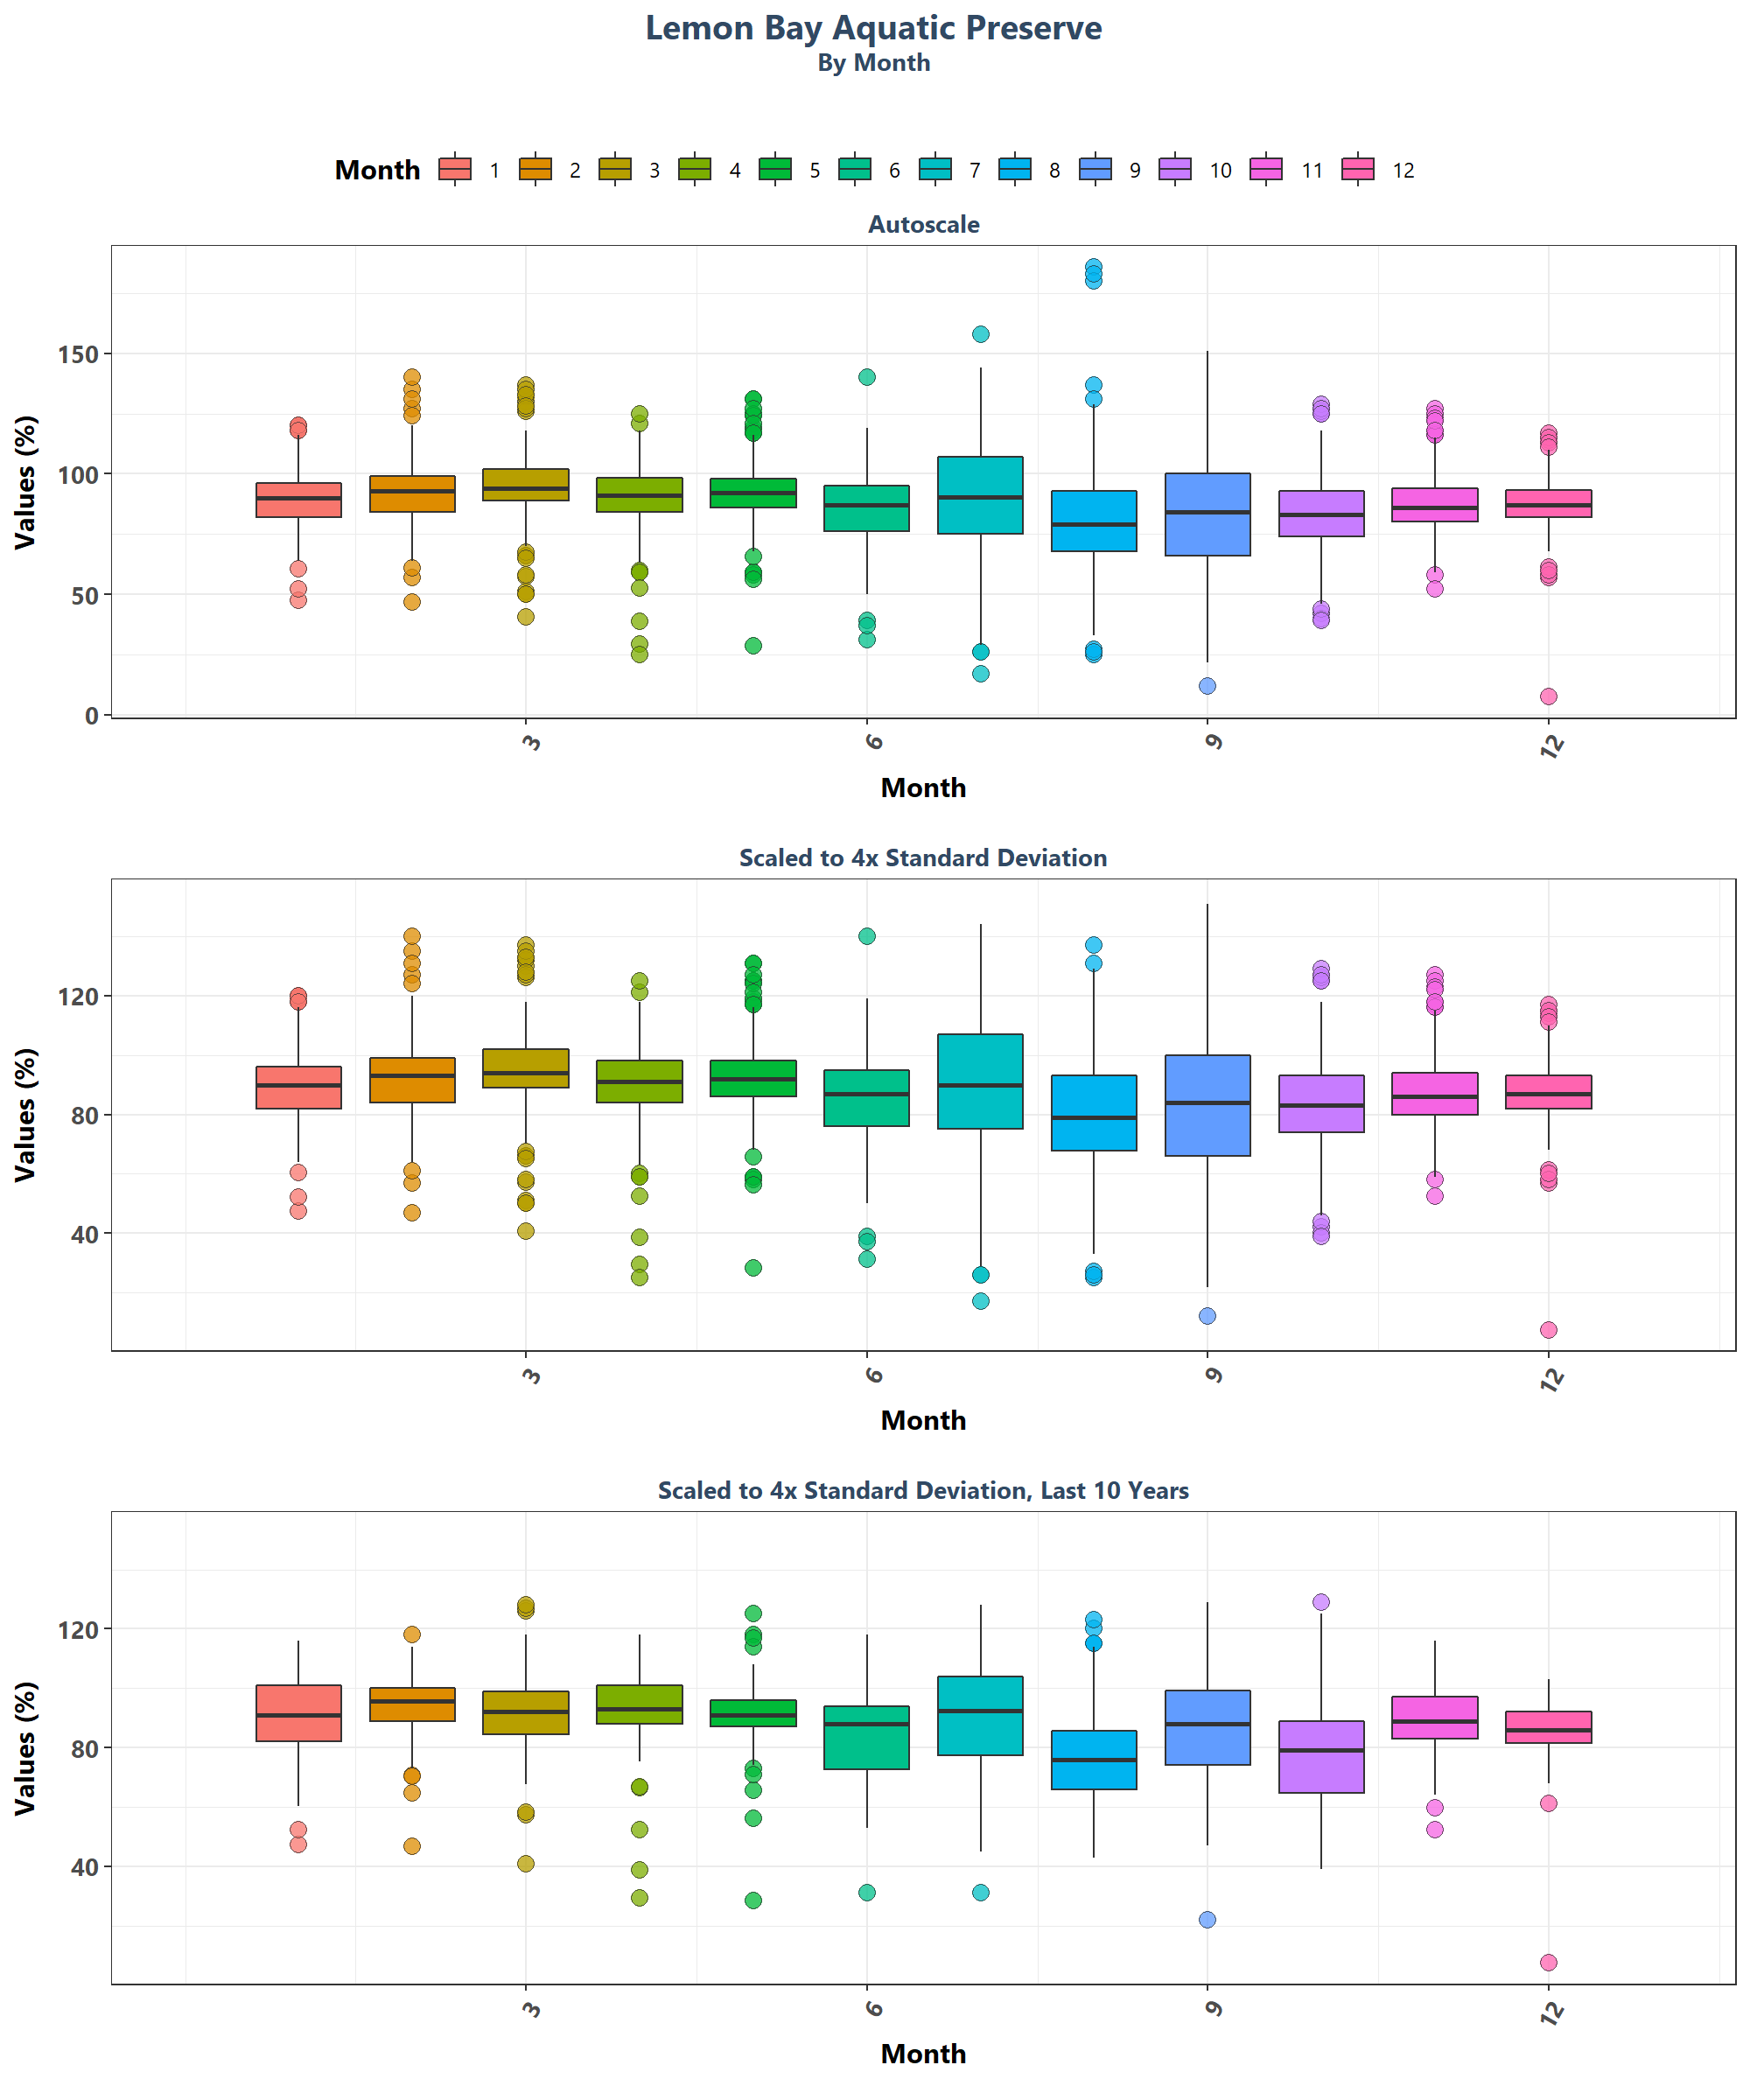 Lemon Bay Aquatic Preserve
By Month
Month 1 2 3 4 5 6 7 8 9 10 11 12
Autoscale
Values (%)
150
100
50
0
3 6 9 12
Month
Scaled to 4x Standard Deviation
Values (%)
120
80
40
3 6 9 12
Month
Scaled to 4x Standard Deviation, Last 10 Years
Values (%)
120
80
40
3 6 9 12
Month